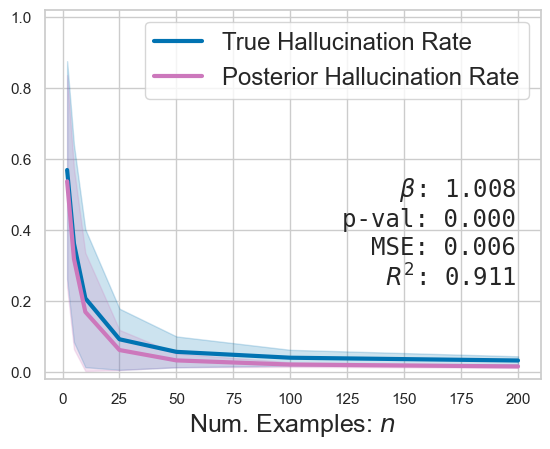 1.0
0.8
0.6
0.4
0.2
0.0
True Hallucination Rate
Posterior Hallucination Rate
β: 1.008
p-val: 0.000
MSE: 0.006
R²: 0.911
0 25 50 75 100 125 150 175 200
Num. Examples: n